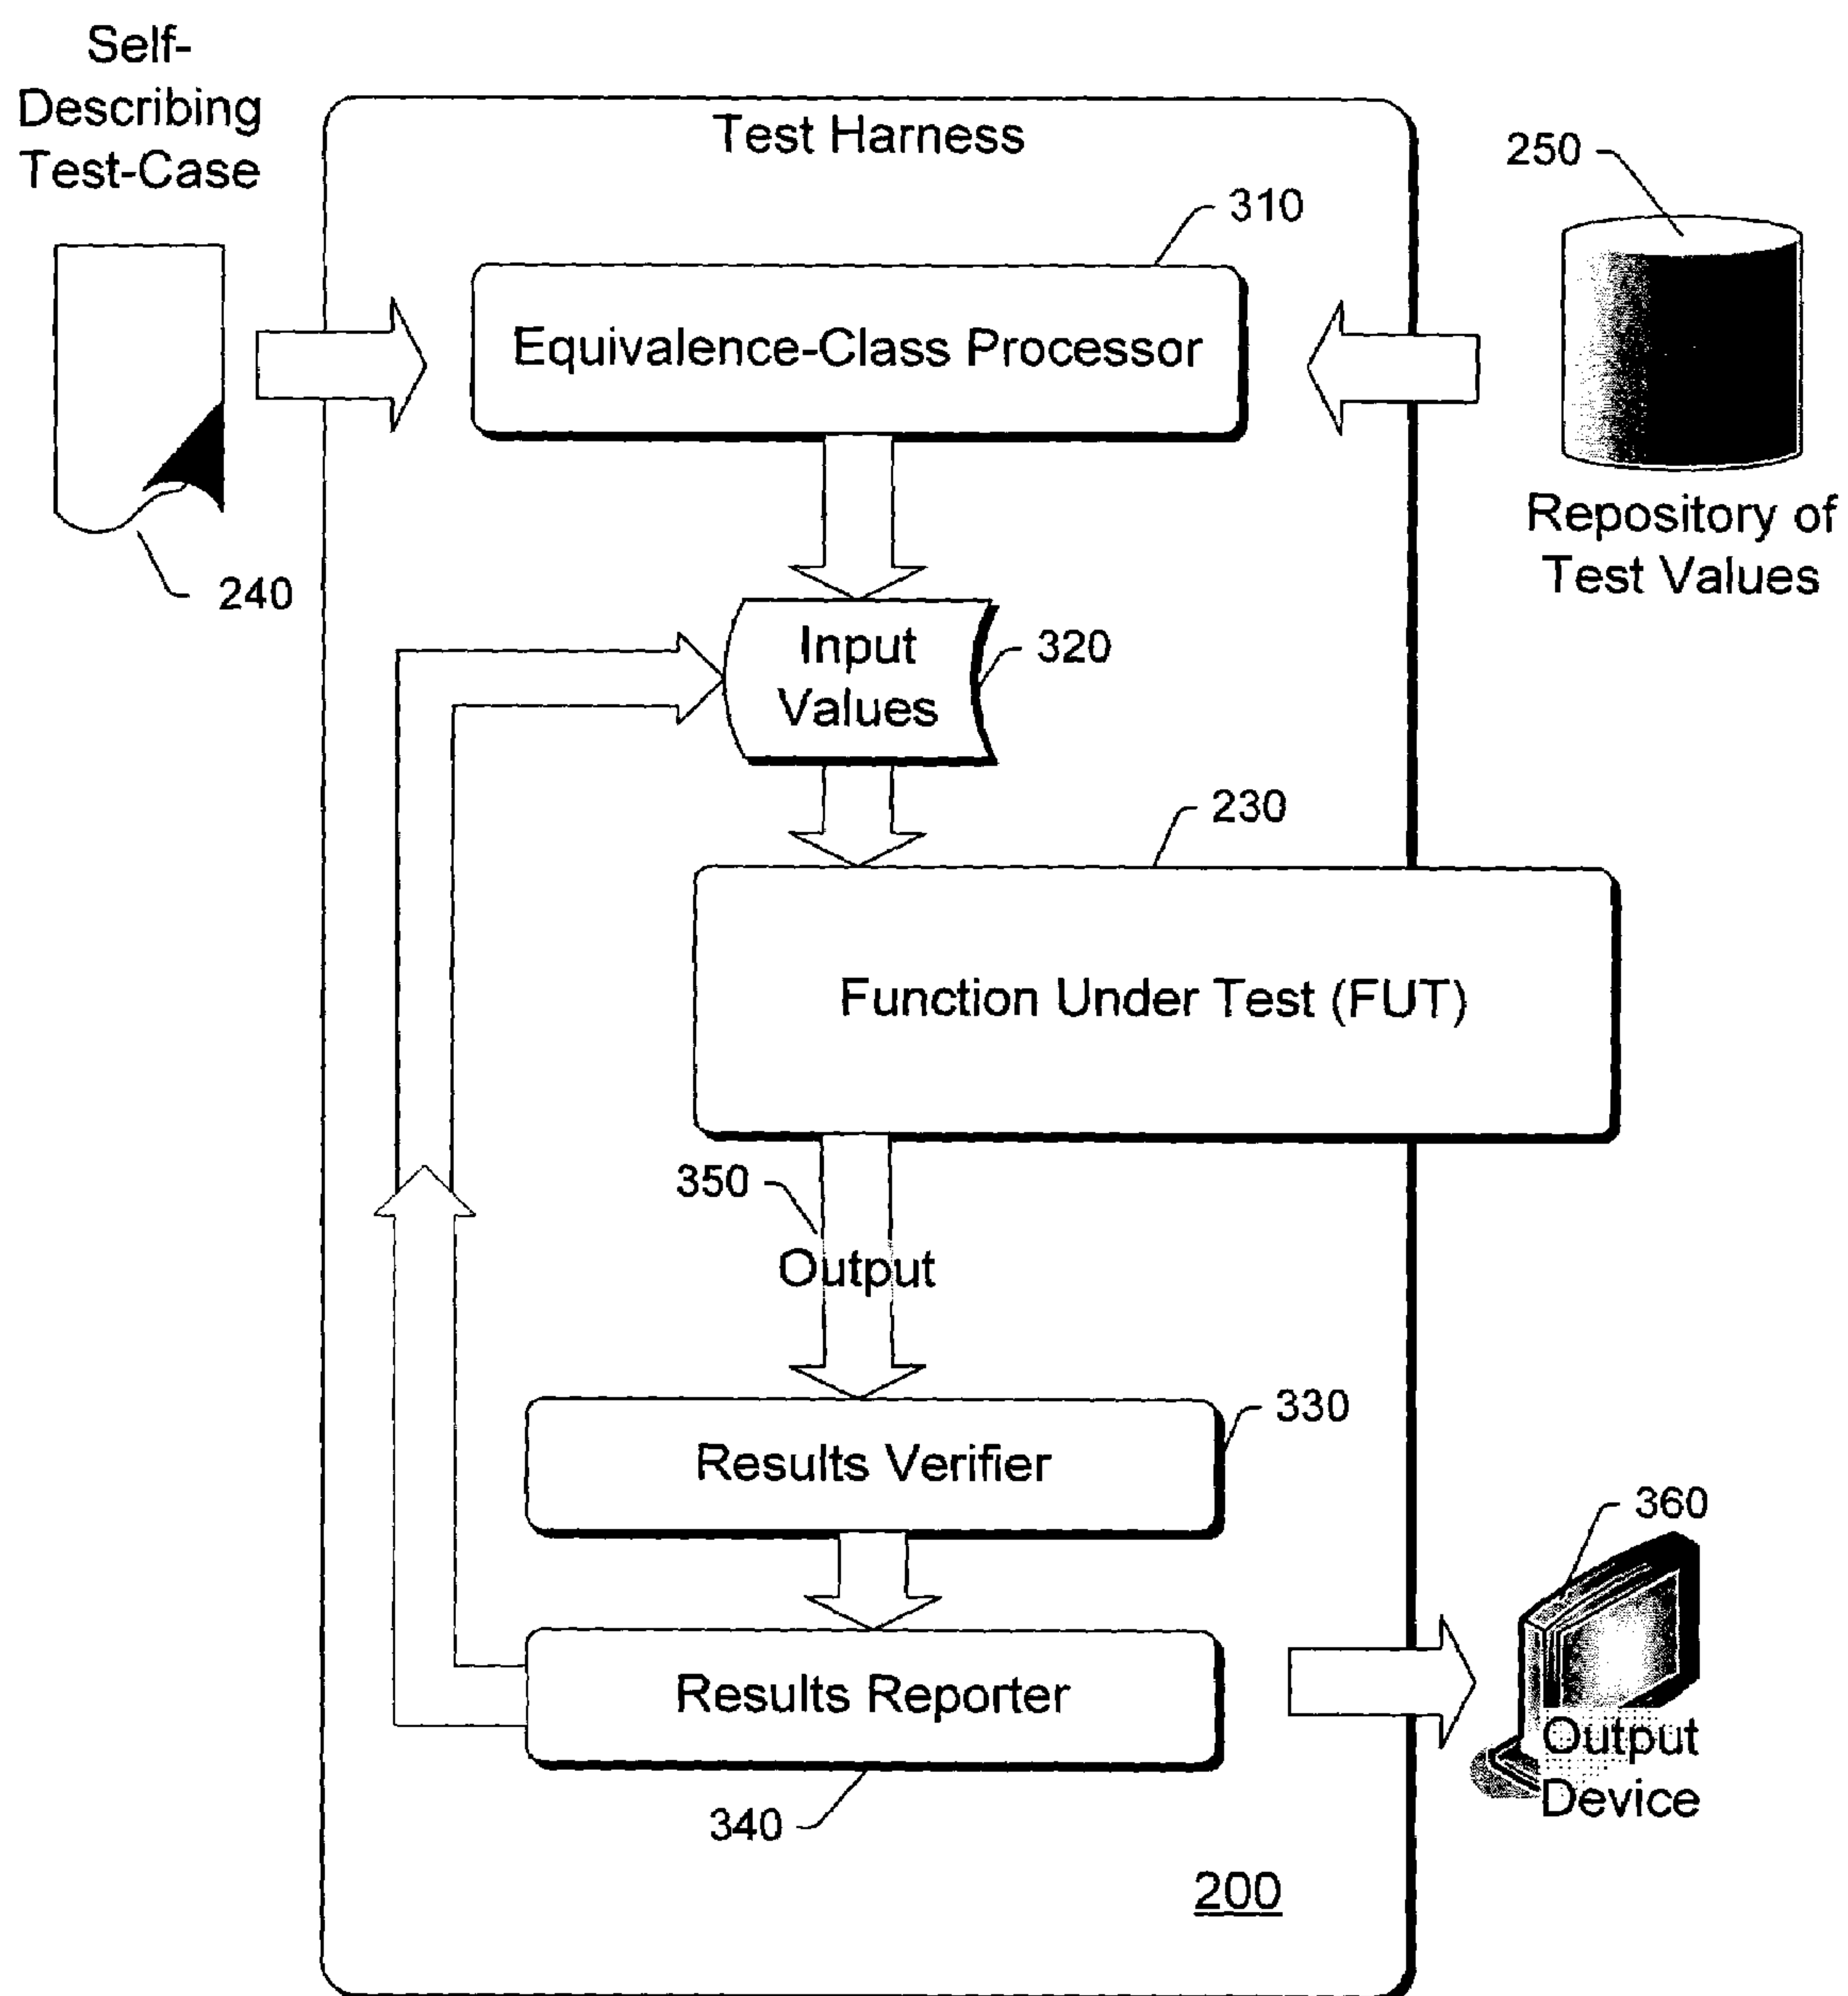 Self-
Describing
Test-Case
Test Harness
250
310
Equivalence-Class Processor
Repository of
Test Values
240
Input
Values
320
230
Function Under Test (FUT)
350
Output
330
Results Verifier
360
Results Reporter
Output
Device
340
200